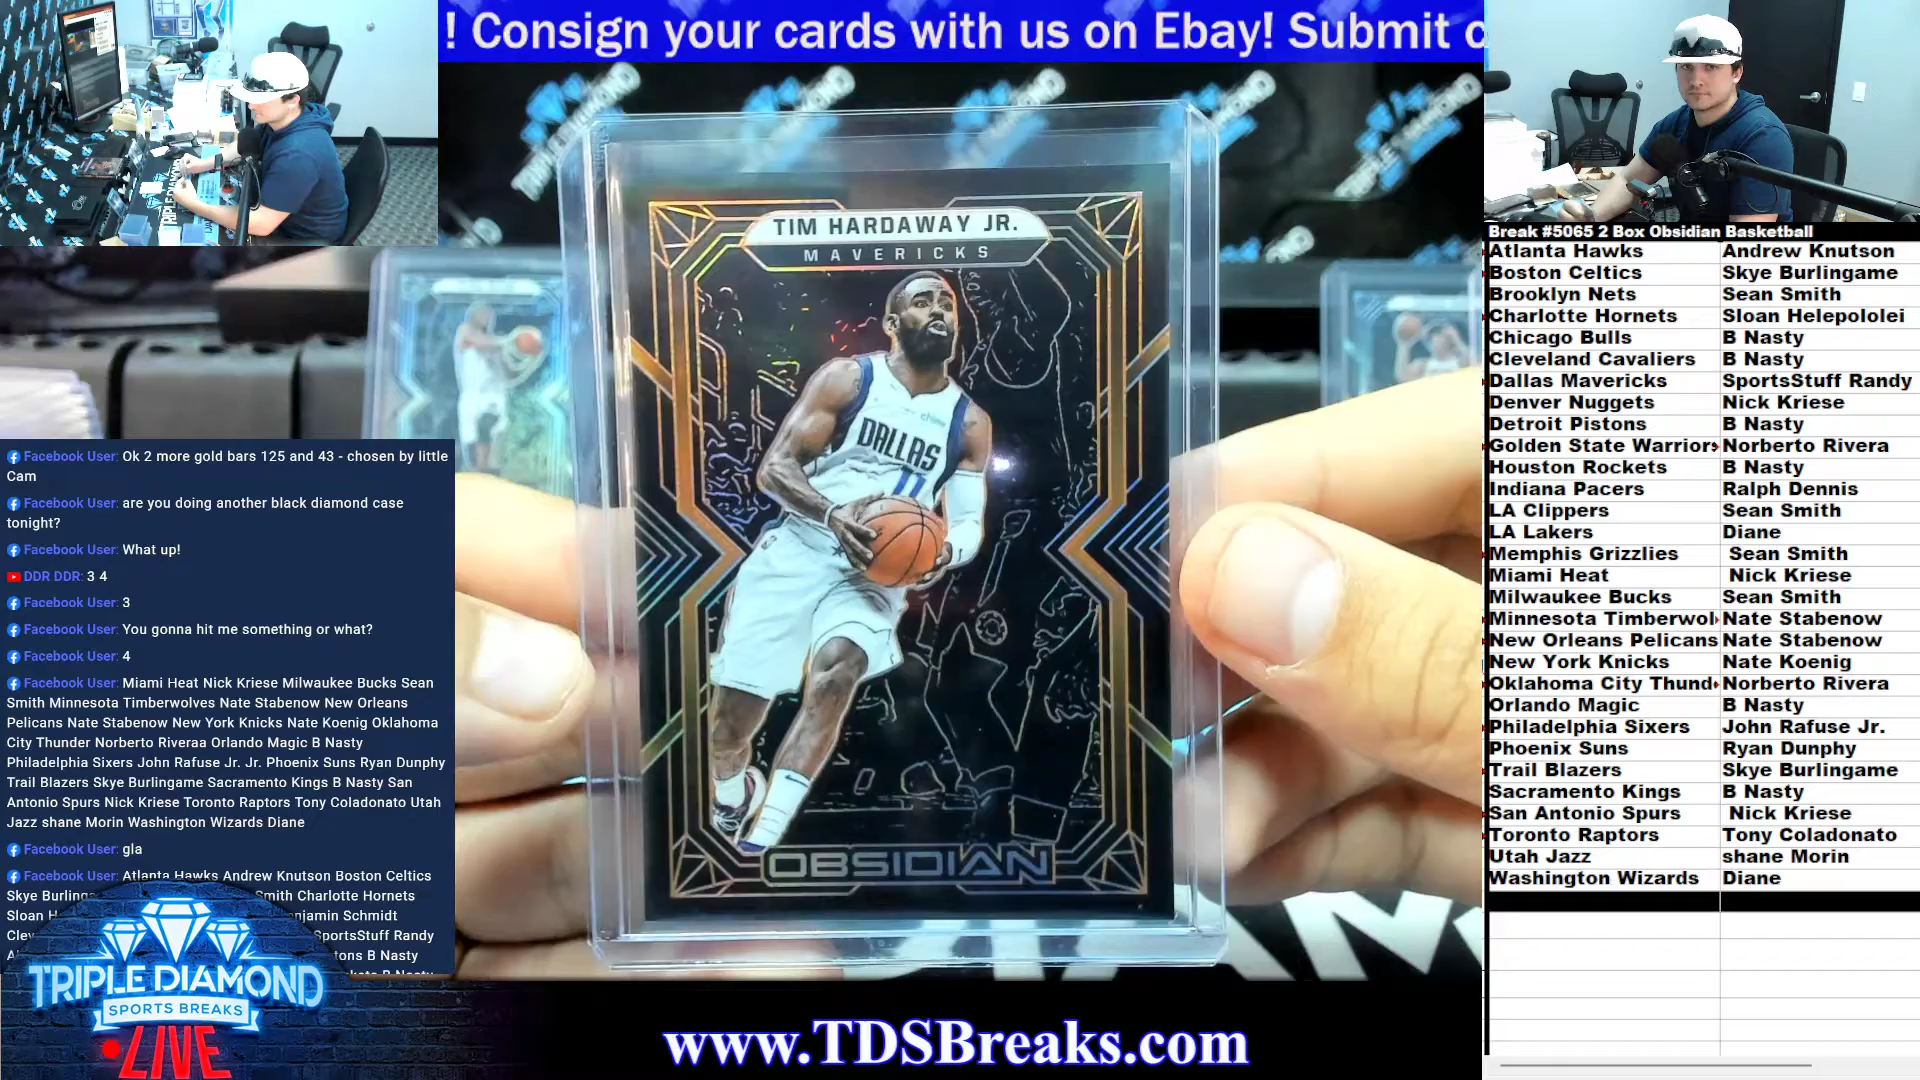 ! Consign your cards with us on Ebay! Submit c
TIM HARDAWAY JR.
MAVERICKS
DALLAS
11
OBSIDIAN
Break #5065 2 Box Obsidian Basketball
Atlanta Hawks Andrew Knutson
Boston Celtics Skye Burlingame
Brooklyn Nets Sean Smith
Charlotte Hornets Sloan Helepololei
Chicago Bulls B Nasty
Cleveland Cavaliers B Nasty
Dallas Mavericks SportsStuff Randy
Denver Nuggets Nick Kriese
Detroit Pistons B Nasty
Golden State Warriors Norberto Rivera
Houston Rockets B Nasty
Indiana Pacers Ralph Dennis
LA Clippers Sean Smith
LA Lakers Diane
Memphis Grizzlies Sean Smith
Miami Heat Nick Kriese
Milwaukee Bucks Sean Smith
Minnesota Timberwol Nate Stabenow
New Orleans Pelicans Nate Stabenow
New York Knicks Nate Koenig
Oklahoma City Thund Norberto Rivera
Orlando Magic B Nasty
Philadelphia Sixers John Rafuse Jr.
Phoenix Suns Ryan Dunphy
Trail Blazers Skye Burlingame
Sacramento Kings B Nasty
San Antonio Spurs Nick Kriese
Toronto Raptors Tony Coladonato
Utah Jazz shane Morin
Washington Wizards Diane
Facebook User: Ok 2 more gold bars 125 and 43 - chosen by little
Cam
Facebook User: are you doing another black diamond case
tonight?
Facebook User: What up!
DDR DDR: 3 4
Facebook User: 3
Facebook User: You gonna hit me something or what?
Facebook User: 4
Facebook User: Miami Heat Nick Kriese Milwaukee Bucks Sean
Smith Minnesota Timberwolves Nate Stabenow New Orleans
Pelicans Nate Stabenow New York Knicks Nate Koenig Oklahoma
City Thunder Norberto Riveraa Orlando Magic B Nasty
Philadelphia Sixers John Rafuse Jr. Jr. Phoenix Suns Ryan Dunphy
Trail Blazers Skye Burlingame Sacramento Kings B Nasty San
Antonio Spurs Nick Kriese Toronto Raptors Tony Coladonato Utah
Jazz shane Morin Washington Wizards Diane
Facebook User: gla
Facebook User: Atlanta Hawks Andrew Knutson Boston Celtics
Skye Burling Smith Charlotte Hornets
Sloan H njamin Schmidt
Clev SportsStuff Randy
tons B Nasty
TRIPLE DIAMOND
SPORTS BREAKS
LIVE
www.TDSBreaks.com